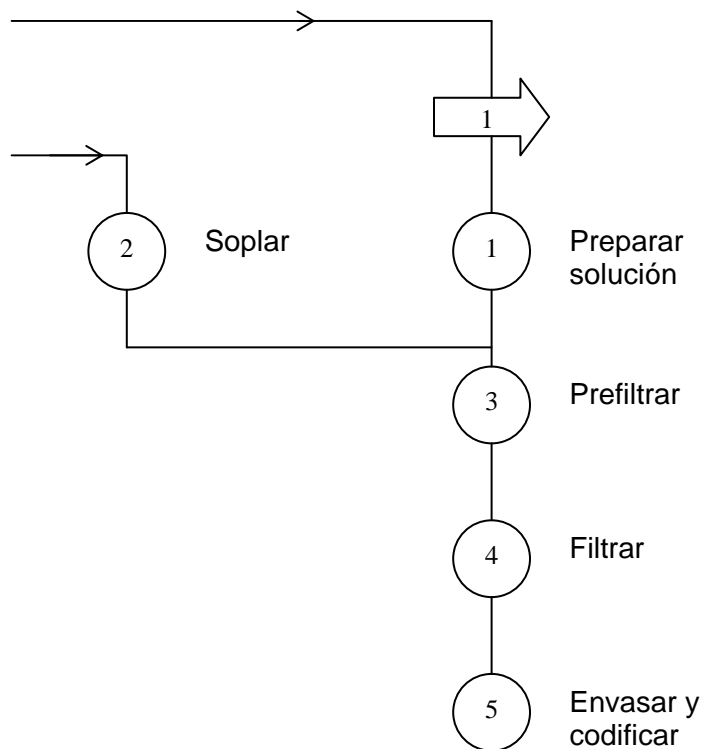 1
2
Soplar
1
Preparar
solución
3
Prefiltrar
4
Filtrar
5
Envasar y
codificar